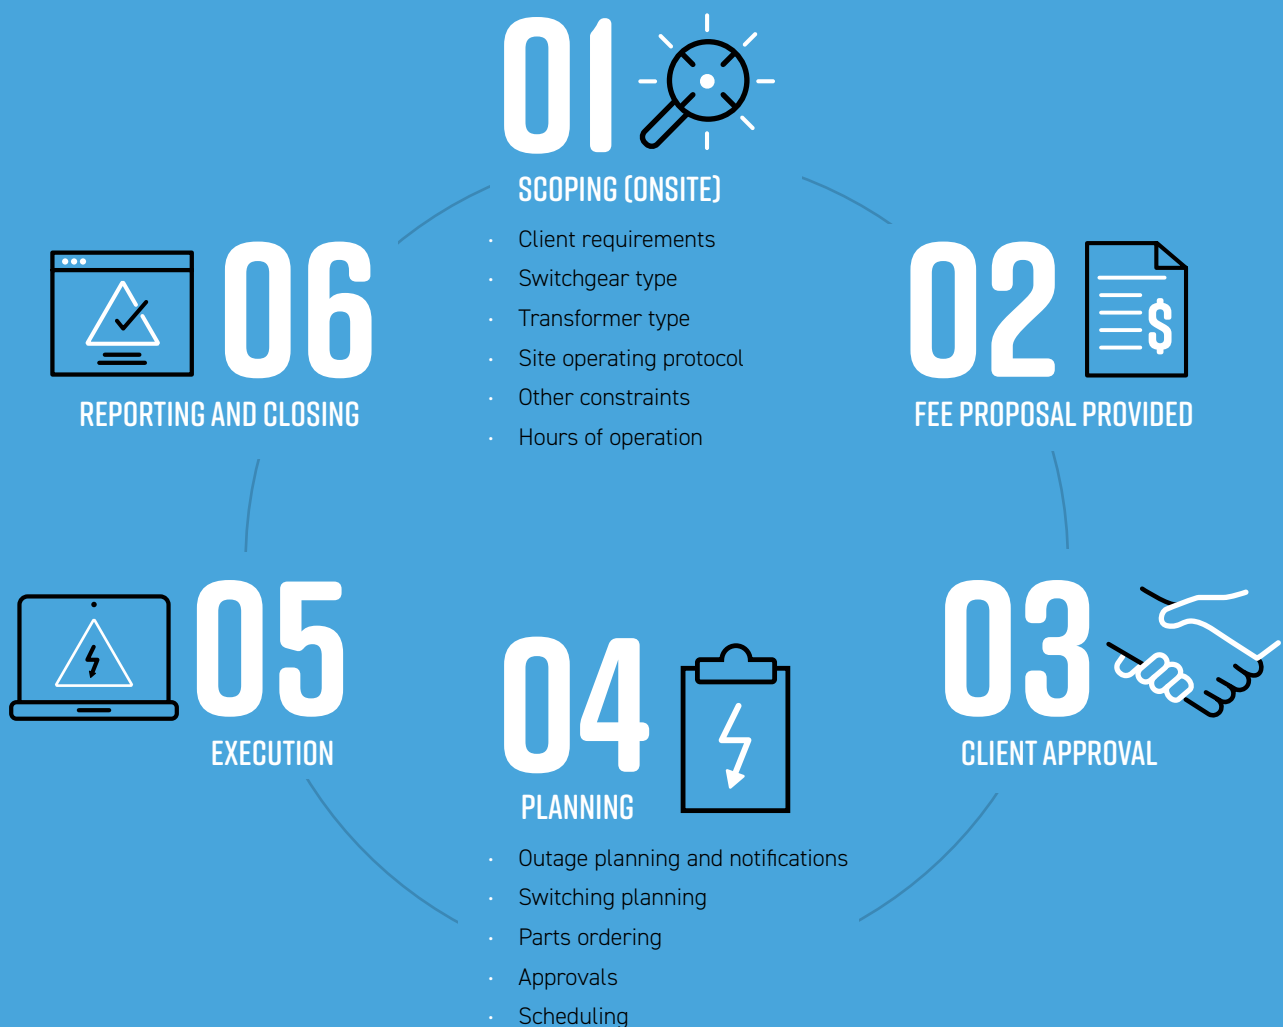 01
SCOPING (ONSITE)
· Client requirements
· Switchgear type
· Transformer type
· Site operating protocol
· Other constraints
· Hours of operation
02
$
FEE PROPOSAL PROVIDED
03
CLIENT APPROVAL
04
PLANNING
· Outage planning and notifications
· Switching planning
· Parts ordering
· Approvals
· Scheduling
05
EXECUTION
06
REPORTING AND CLOSING